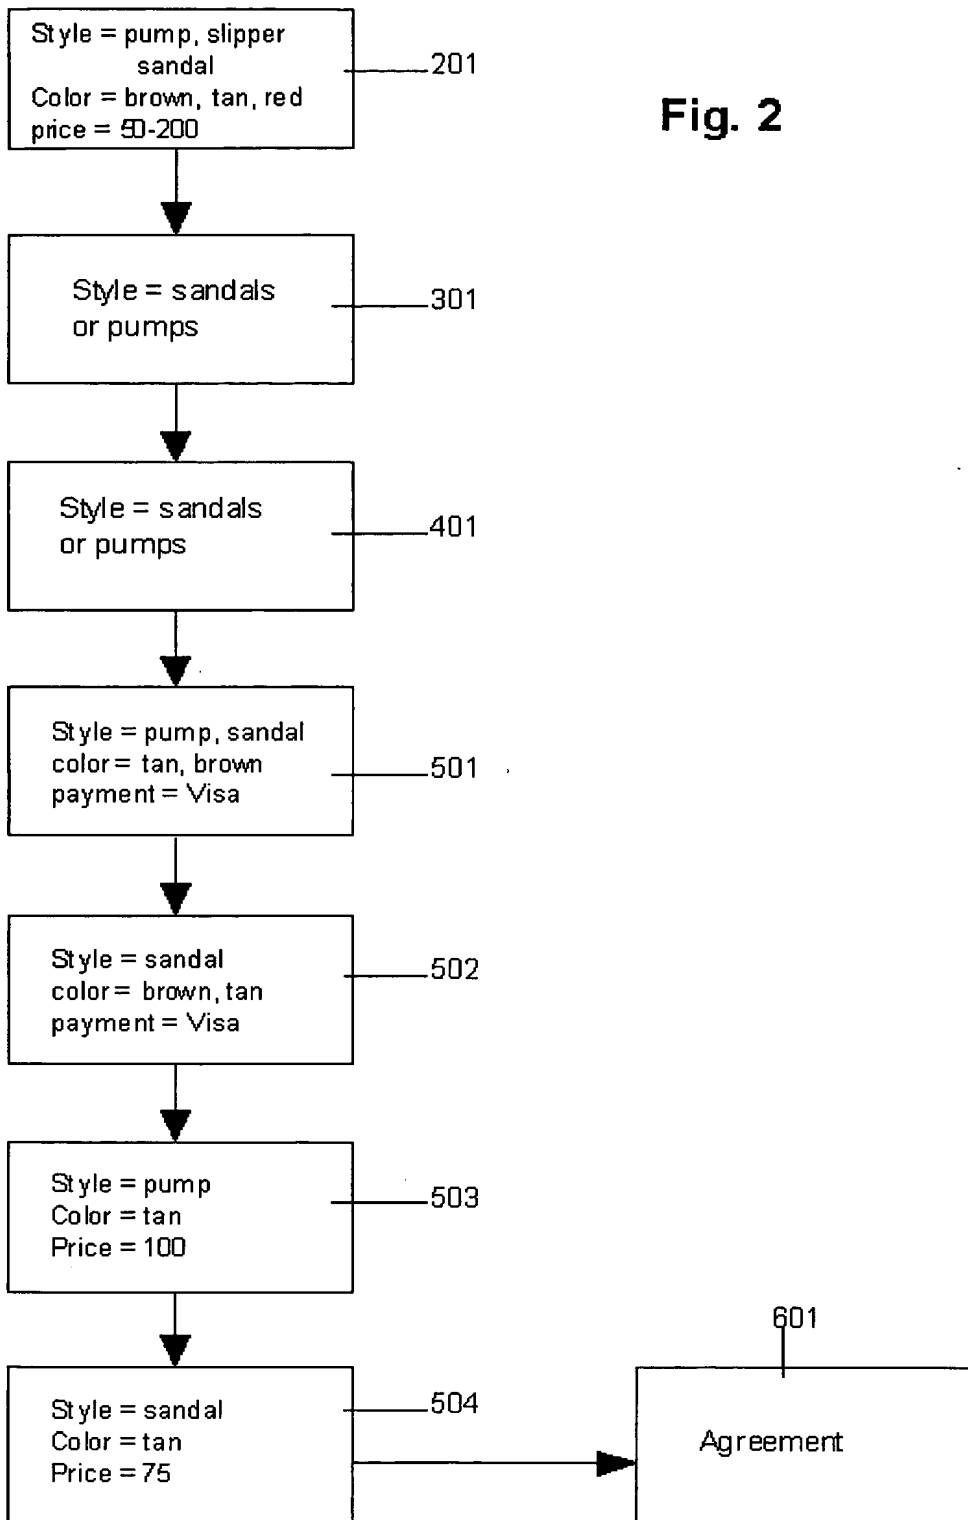 Style = pump, slipper
sandal
Color = brown, tan, red
price = 50-200
201
Fig. 2
Style = sandals
or pumps
301
Style = sandals
or pumps
401
Style = pump, sandal
color = tan, brown
payment = Visa
501
Style = sandal
color = brown, tan
payment = Visa
502
Style = pump
Color = tan
Price = 100
503
Style = sandal
Color = tan
Price = 75
504
601
Agreement